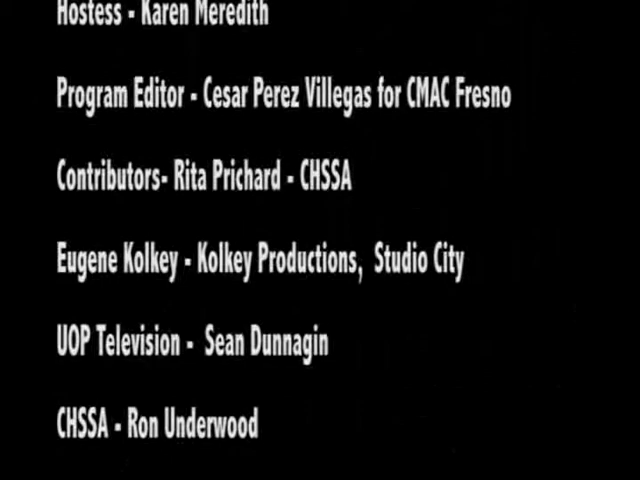 Hostess - Karen Meredith
Program Editor - Cesar Perez Villegas for CMAC Fresno
Contributors- Rita Prichard - CHSSA
Eugene Kolkey - Kolkey Productions, Studio City
UOP Television - Sean Dunnagin
CHSSA - Ron Underwood